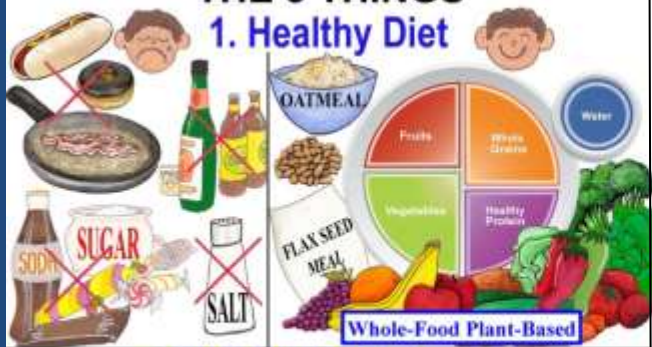 1. Healthy Diet
OATMEAL
Fruits
Whole
Grains
Water
Vegetables
Healthy
Protein
FLAX SEED
MEAL
SODA
SUGAR
SALT
Whole-Food Plant-Based